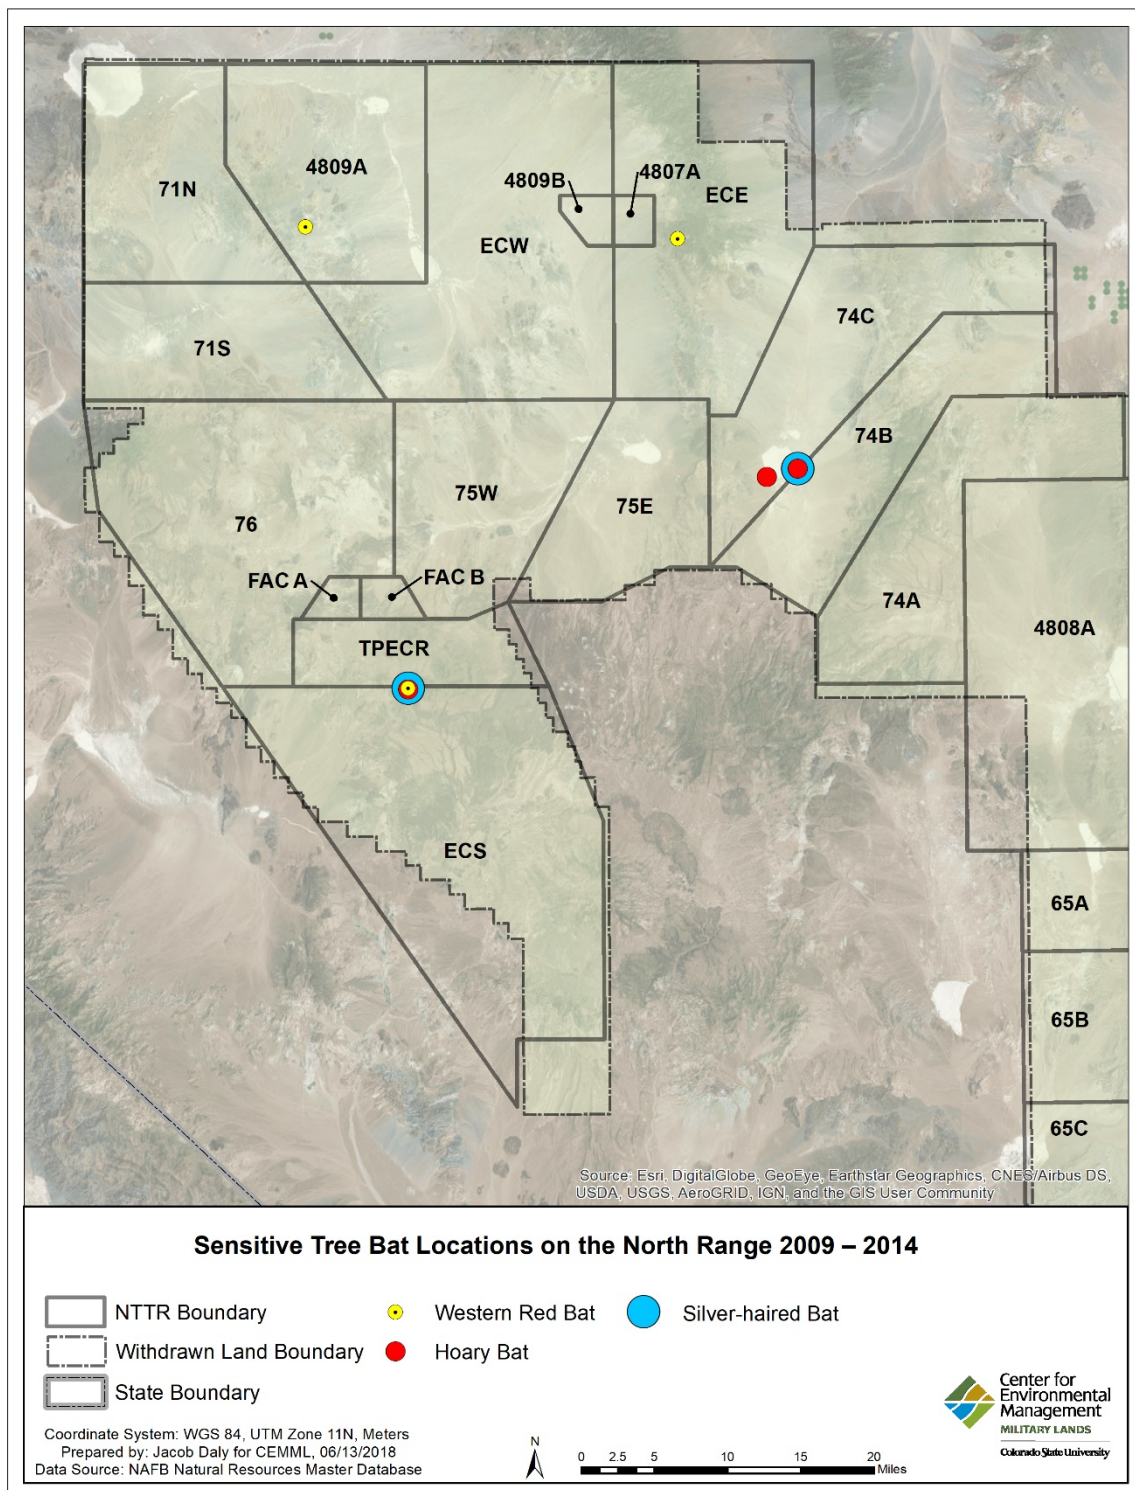 4809A
71N
4809B
4807A
ECE
ECW
71S
74C
74B
75W
75E
76
FAC A
FAC B
74A
4808A
TPECR
ECS
65A
65B
65C
Source: Esri, DigitalGlobe, GeoEye, Earthstar Geographics, CNES/Airbus DS,
USDA, USGS, AeroGRID, IGN, and the GIS User Community
Sensitive Tree Bat Locations on the North Range 2009 – 2014
NTTR Boundary
Western Red Bat
Silver-haired Bat
Withdrawn Land Boundary
Hoary Bat
State Boundary
Center for
Environmental
Management
MILITARY LANDS
Colorado State University
Coordinate System: WGS 84, UTM Zone 11N, Meters
Prepared by: Jacob Daly for CEMML, 06/13/2018
Data Source: NAFB Natural Resources Master Database
N
0 2.5 5 10 15 20
Miles